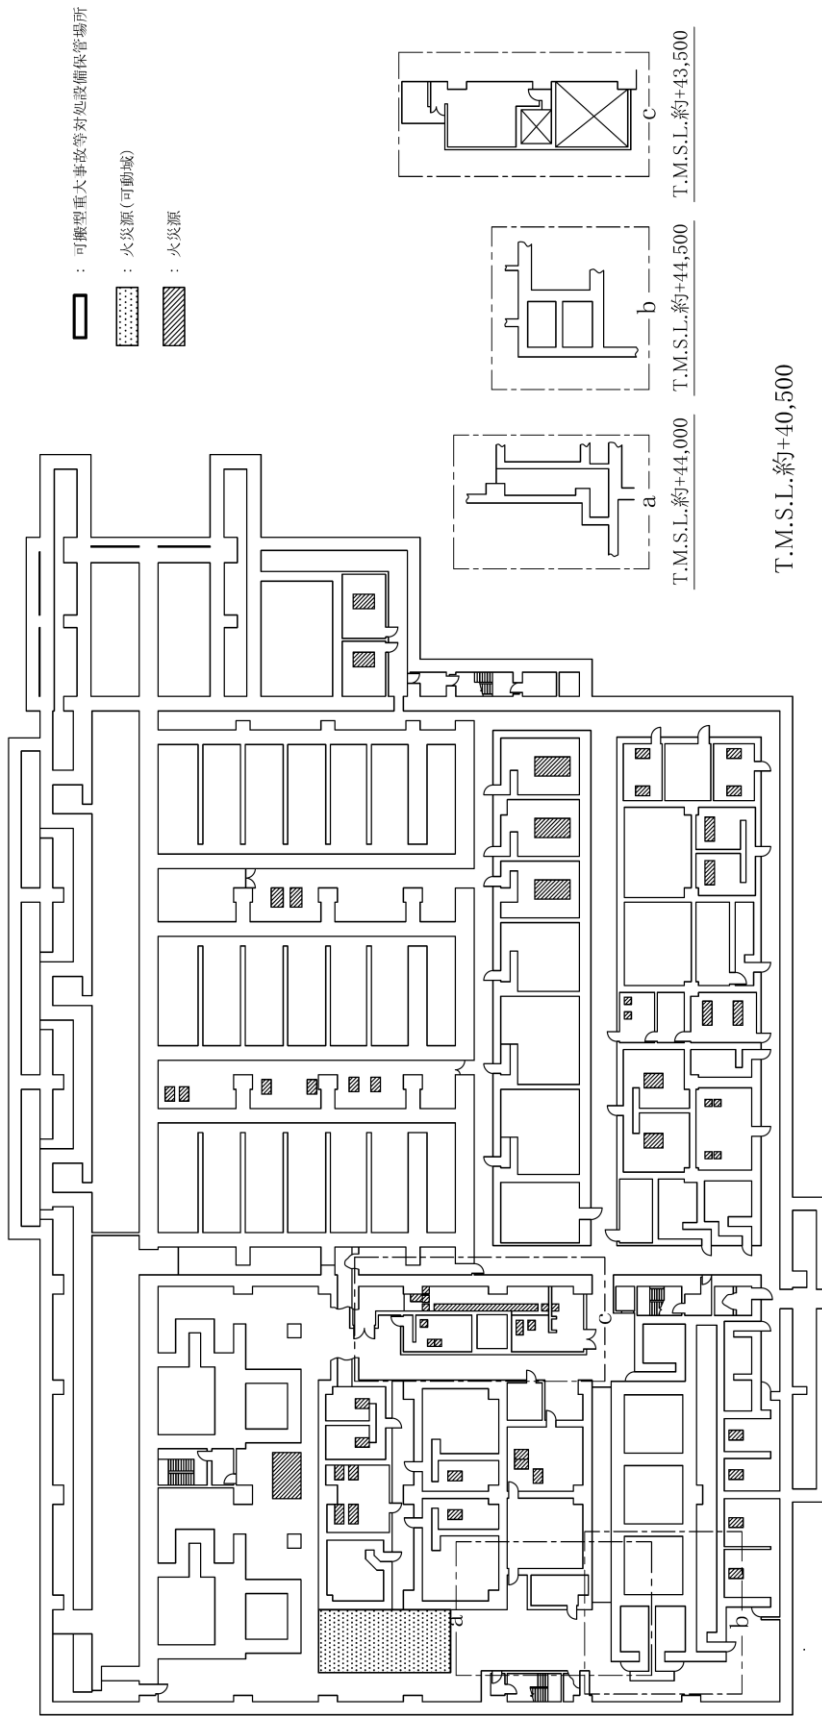 ：可搬型重大事故等対処設備保管場所
：火災源(可動域)
：火災源
c
T.M.S.L.約+43,500
b
T.M.S.L.約+44,500
a
T.M.S.L.約+44,000
T.M.S.L.約+40,500
c
a
b